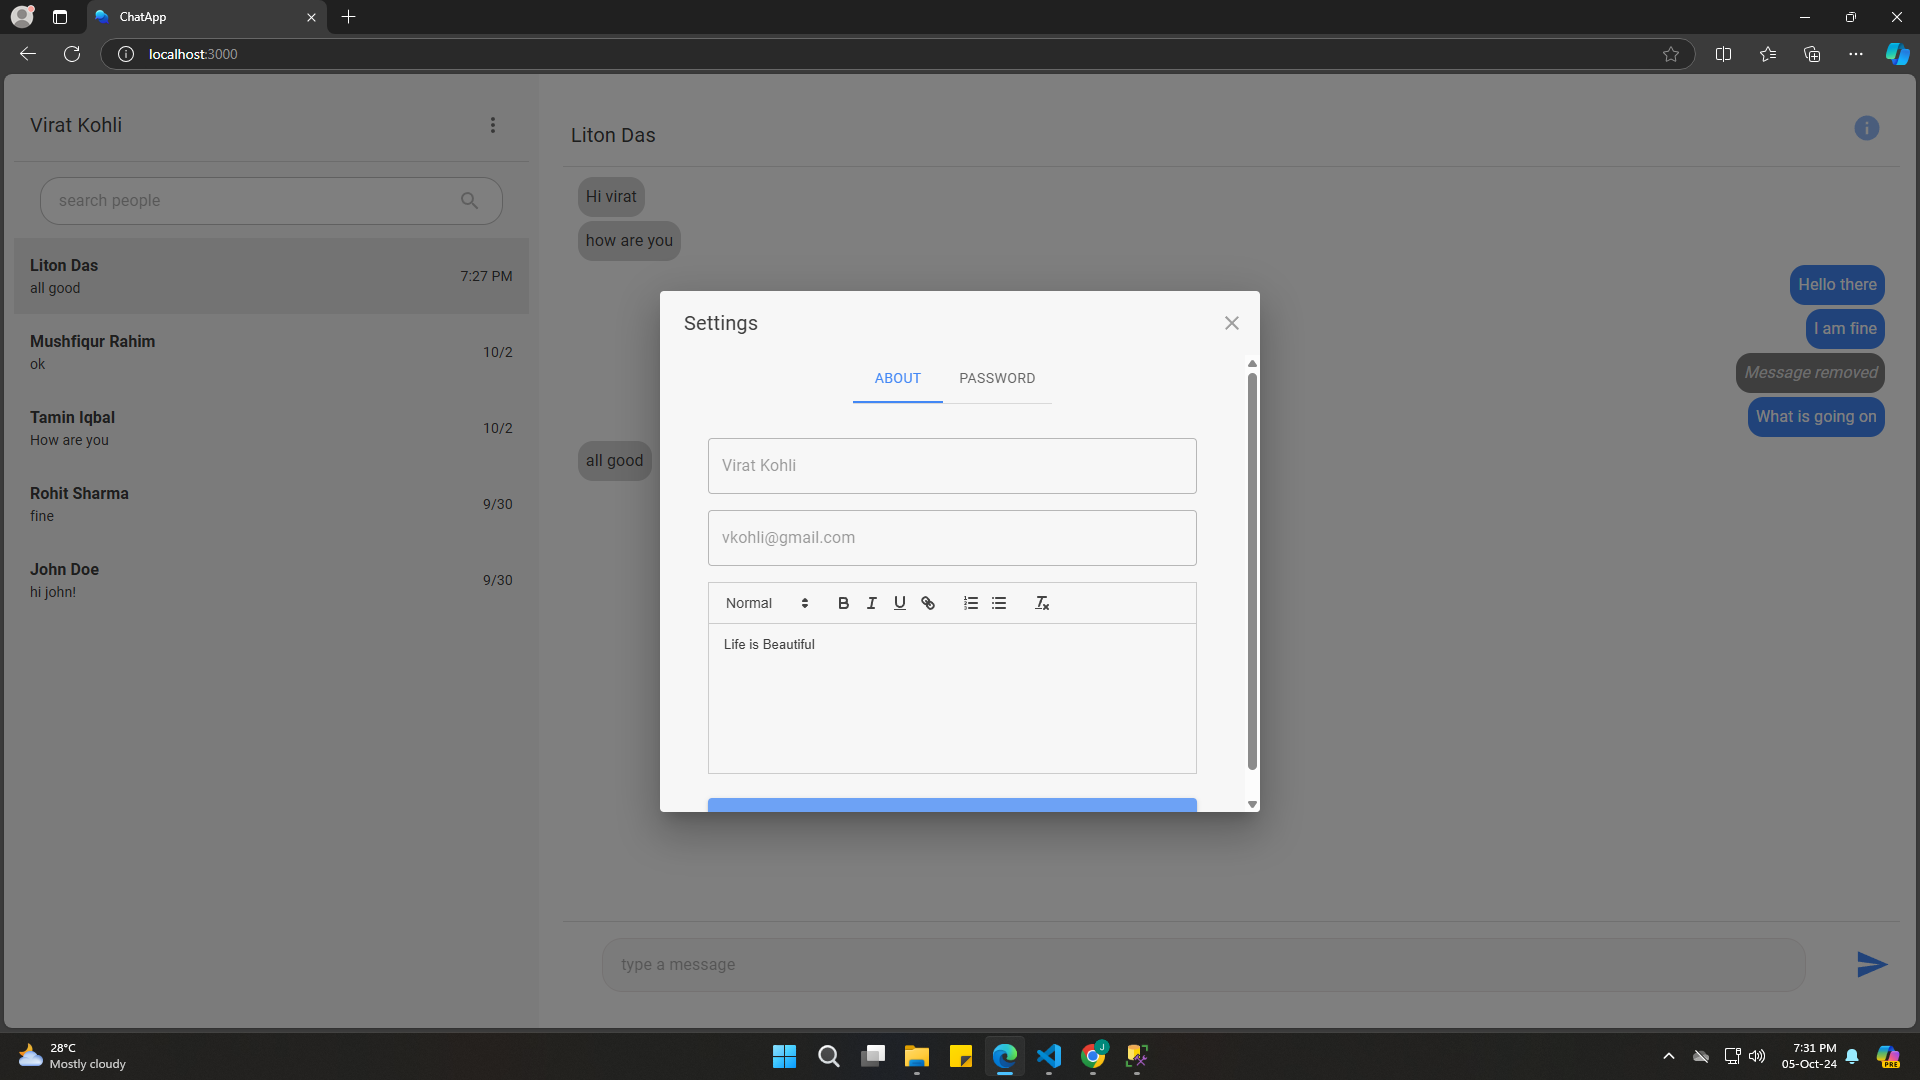 ChatApp
localhost:3000
Virat Kohli
search people
Liton Das
7:27 PM
all good
Mushfiqur Rahim
10/2
ok
Tamin Iqbal
10/2
How are you
Rohit Sharma
9/30
fine
John Doe
9/30
hi john!
Liton Das
Hi virat
how are you
Hello there
I am fine
Message removed
What is going on
all good
type a message
Settings
ABOUT PASSWORD
Virat Kohli
vkohli@gmail.com
Normal
Life is Beautiful
28°C
Mostly cloudy
J
PRE
7:31 PM
05-Oct-24